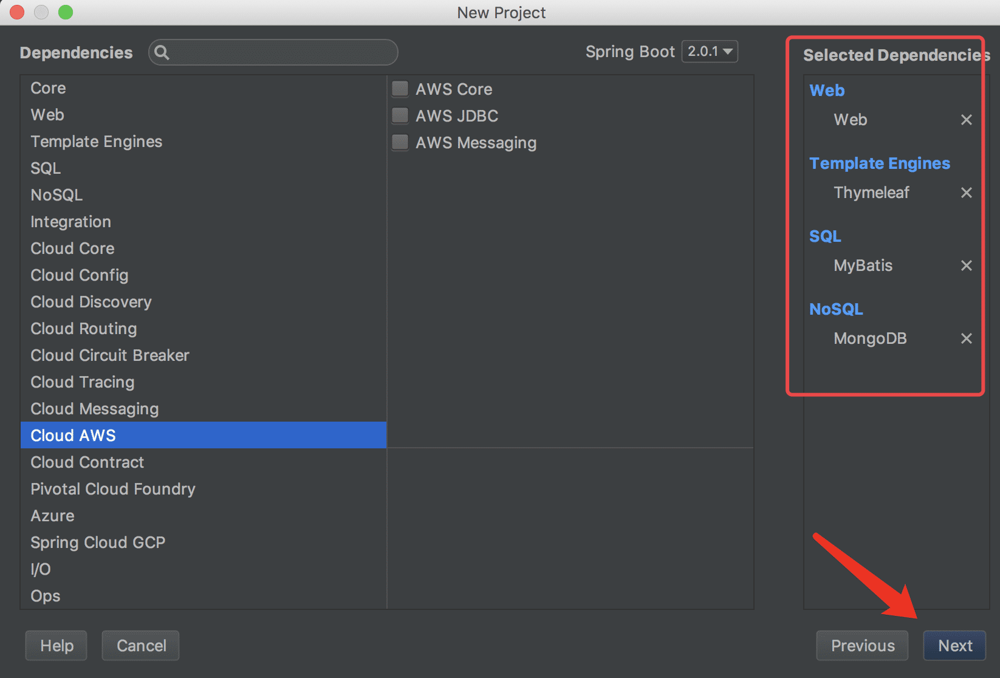 New Project
Dependencies
Spring Boot 2.0.1
Core
Web
Template Engines
SQL
NoSQL
Integration
Cloud Core
Cloud Config
Cloud Discovery
Cloud Routing
Cloud Circuit Breaker
Cloud Tracing
Cloud Messaging
Cloud AWS
Cloud Contract
Pivotal Cloud Foundry
Azure
Spring Cloud GCP
I/O
Ops
AWS Core
AWS JDBC
AWS Messaging
Selected Dependencies
Web
Web
Template Engines
Thymeleaf
SQL
MyBatis
NoSQL
MongoDB
Help
Cancel
Previous
Next